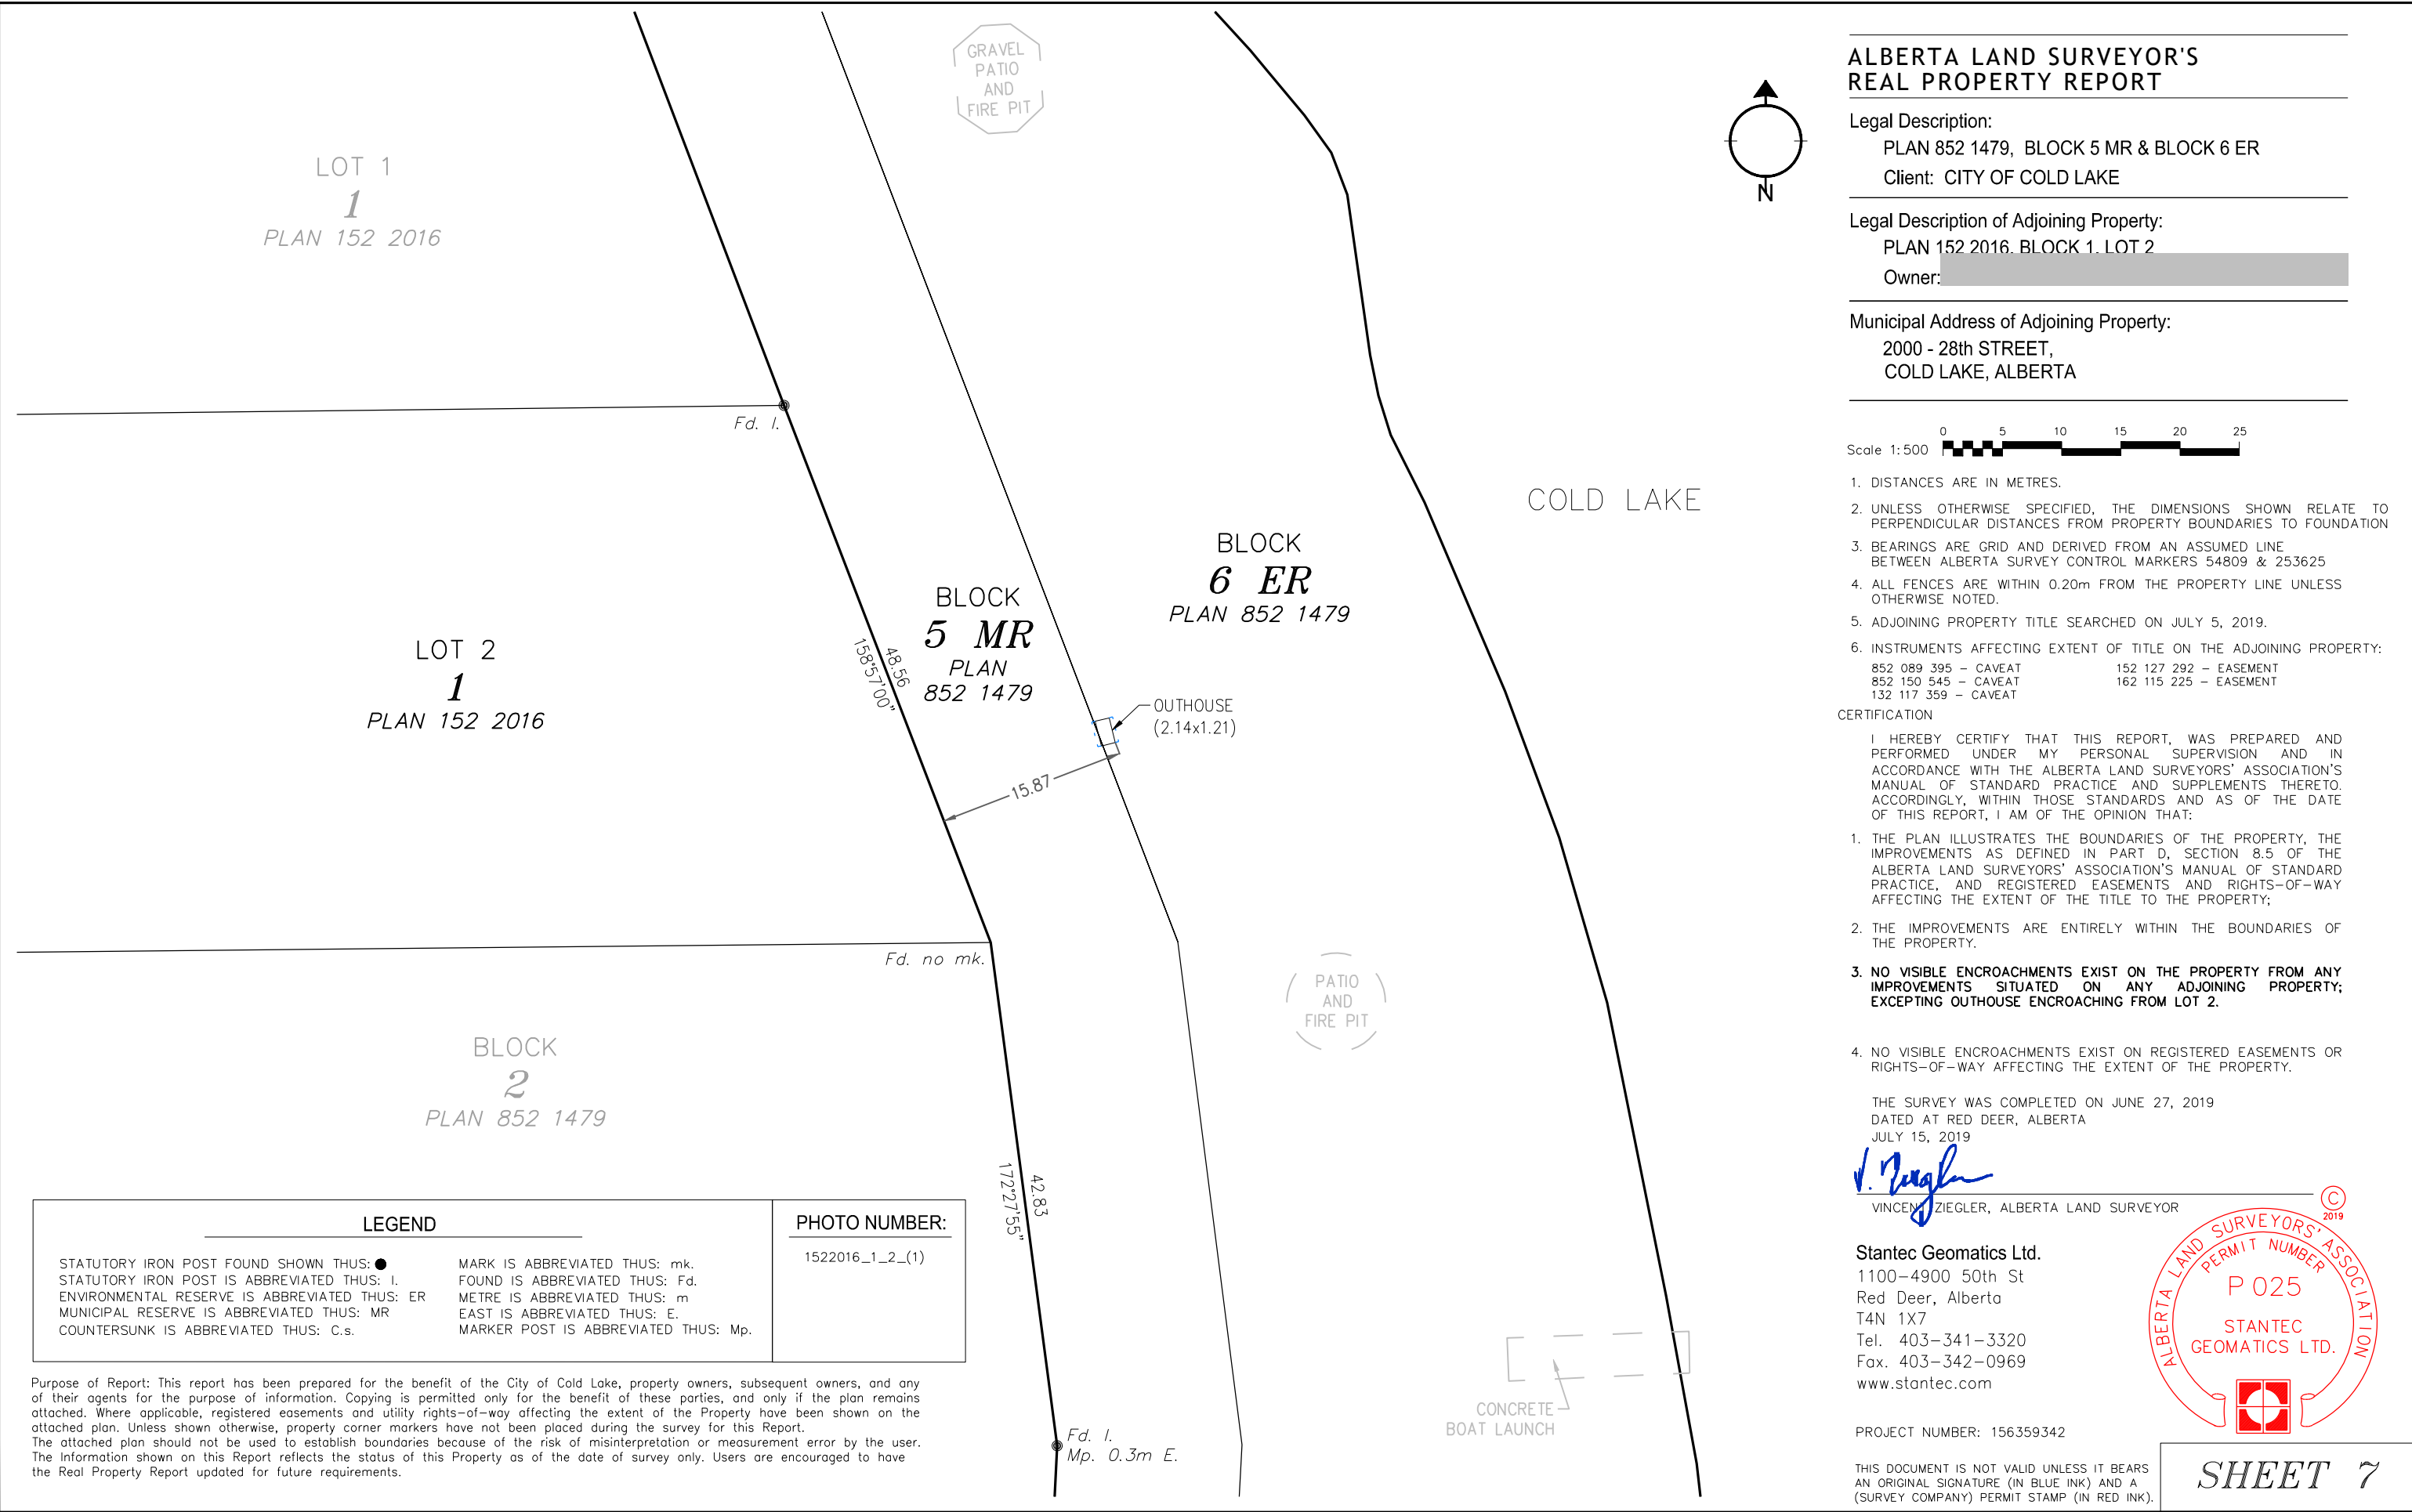 GRAVEL
PATIO
AND
FIRE PIT
LOT 1
1
PLAN 152 2016
Fd. I.
LOT 2
1
PLAN 152 2016
48.56
158°57'00"
BLOCK
5 MR
PLAN
852 1479
BLOCK
6 ER
PLAN 852 1479
COLD LAKE
OUTHOUSE
(2.14x1.21)
15.87
Fd. no mk.
PATIO
AND
FIRE PIT
BLOCK
2
PLAN 852 1479
42.83
172°27'55"
CONCRETE
BOAT LAUNCH
Fd. I.
Mp. 0.3m E.
N
LEGEND
STATUTORY IRON POST FOUND SHOWN THUS:
STATUTORY IRON POST IS ABBREVIATED THUS: I.
ENVIRONMENTAL RESERVE IS ABBREVIATED THUS: ER
MUNICIPAL RESERVE IS ABBREVIATED THUS: MR
COUNTERSUNK IS ABBREVIATED THUS: C.s.
MARK IS ABBREVIATED THUS: mk.
FOUND IS ABBREVIATED THUS: Fd.
METRE IS ABBREVIATED THUS: m
EAST IS ABBREVIATED THUS: E.
MARKER POST IS ABBREVIATED THUS: Mp.
PHOTO NUMBER:
1522016_1_2_(1)
Purpose of Report: This report has been prepared for the benefit of the City of Cold Lake, property owners, subsequent owners, and any
of their agents for the purpose of information. Copying is permitted only for the benefit of these parties, and only if the plan remains
attached. Where applicable, registered easements and utility rights-of-way affecting the extent of the Property have been shown on the
attached plan. Unless shown otherwise, property corner markers have not been placed during the survey for this Report.
The attached plan should not be used to establish boundaries because of the risk of misinterpretation or measurement error by the user.
The Information shown on this Report reflects the status of this Property as of the date of survey only. Users are encouraged to have
the Real Property Report updated for future requirements.
ALBERTA LAND SURVEYOR'S
REAL PROPERTY REPORT
Legal Description:
PLAN 852 1479, BLOCK 5 MR & BLOCK 6 ER
Client: CITY OF COLD LAKE
Legal Description of Adjoining Property:
PLAN 152 2016, BLOCK 1, LOT 2
Owner:
Municipal Address of Adjoining Property:
2000 - 28th STREET,
COLD LAKE, ALBERTA
0 5 10 15 20 25
Scale 1:500
1. DISTANCES ARE IN METRES.
2. UNLESS OTHERWISE SPECIFIED, THE DIMENSIONS SHOWN RELATE TO
PERPENDICULAR DISTANCES FROM PROPERTY BOUNDARIES TO FOUNDATION
3. BEARINGS ARE GRID AND DERIVED FROM AN ASSUMED LINE
BETWEEN ALBERTA SURVEY CONTROL MARKERS 54809 & 253625
4. ALL FENCES ARE WITHIN 0.20m FROM THE PROPERTY LINE UNLESS
OTHERWISE NOTED.
5. ADJOINING PROPERTY TITLE SEARCHED ON JULY 5, 2019.
6. INSTRUMENTS AFFECTING EXTENT OF TITLE ON THE ADJOINING PROPERTY:
852 089 395 - CAVEAT 152 127 292 - EASEMENT
852 150 545 - CAVEAT 162 115 225 - EASEMENT
132 117 359 - CAVEAT
CERTIFICATION
I HEREBY CERTIFY THAT THIS REPORT, WAS PREPARED AND
PERFORMED UNDER MY PERSONAL SUPERVISION AND IN
ACCORDANCE WITH THE ALBERTA LAND SURVEYORS' ASSOCIATION'S
MANUAL OF STANDARD PRACTICE AND SUPPLEMENTS THERETO.
ACCORDINGLY, WITHIN THOSE STANDARDS AND AS OF THE DATE
OF THIS REPORT, I AM OF THE OPINION THAT:
1. THE PLAN ILLUSTRATES THE BOUNDARIES OF THE PROPERTY, THE
IMPROVEMENTS AS DEFINED IN PART D, SECTION 8.5 OF THE
ALBERTA LAND SURVEYORS' ASSOCIATION'S MANUAL OF STANDARD
PRACTICE, AND REGISTERED EASEMENTS AND RIGHTS-OF-WAY
AFFECTING THE EXTENT OF THE TITLE TO THE PROPERTY;
2. THE IMPROVEMENTS ARE ENTIRELY WITHIN THE BOUNDARIES OF
THE PROPERTY.
3. NO VISIBLE ENCROACHMENTS EXIST ON THE PROPERTY FROM ANY
IMPROVEMENTS SITUATED ON ANY ADJOINING PROPERTY;
EXCEPTING OUTHOUSE ENCROACHING FROM LOT 2.
4. NO VISIBLE ENCROACHMENTS EXIST ON REGISTERED EASEMENTS OR
RIGHTS-OF-WAY AFFECTING THE EXTENT OF THE PROPERTY.
THE SURVEY WAS COMPLETED ON JUNE 27, 2019
DATED AT RED DEER, ALBERTA
JULY 15, 2019
V. Ziegler
VINCENT ZIEGLER, ALBERTA LAND SURVEYOR
Stantec Geomatics Ltd.
1100-4900 50th St
Red Deer, Alberta
T4N 1X7
Tel. 403-341-3320
Fax. 403-342-0969
www.stantec.com
© 2019
ALBERTA LAND SURVEYORS' ASSOCIATION
PERMIT NUMBER
P 025
STANTEC
GEOMATICS LTD.
PROJECT NUMBER: 156359342
THIS DOCUMENT IS NOT VALID UNLESS IT BEARS
AN ORIGINAL SIGNATURE (IN BLUE INK) AND A
(SURVEY COMPANY) PERMIT STAMP (IN RED INK).
SHEET 7